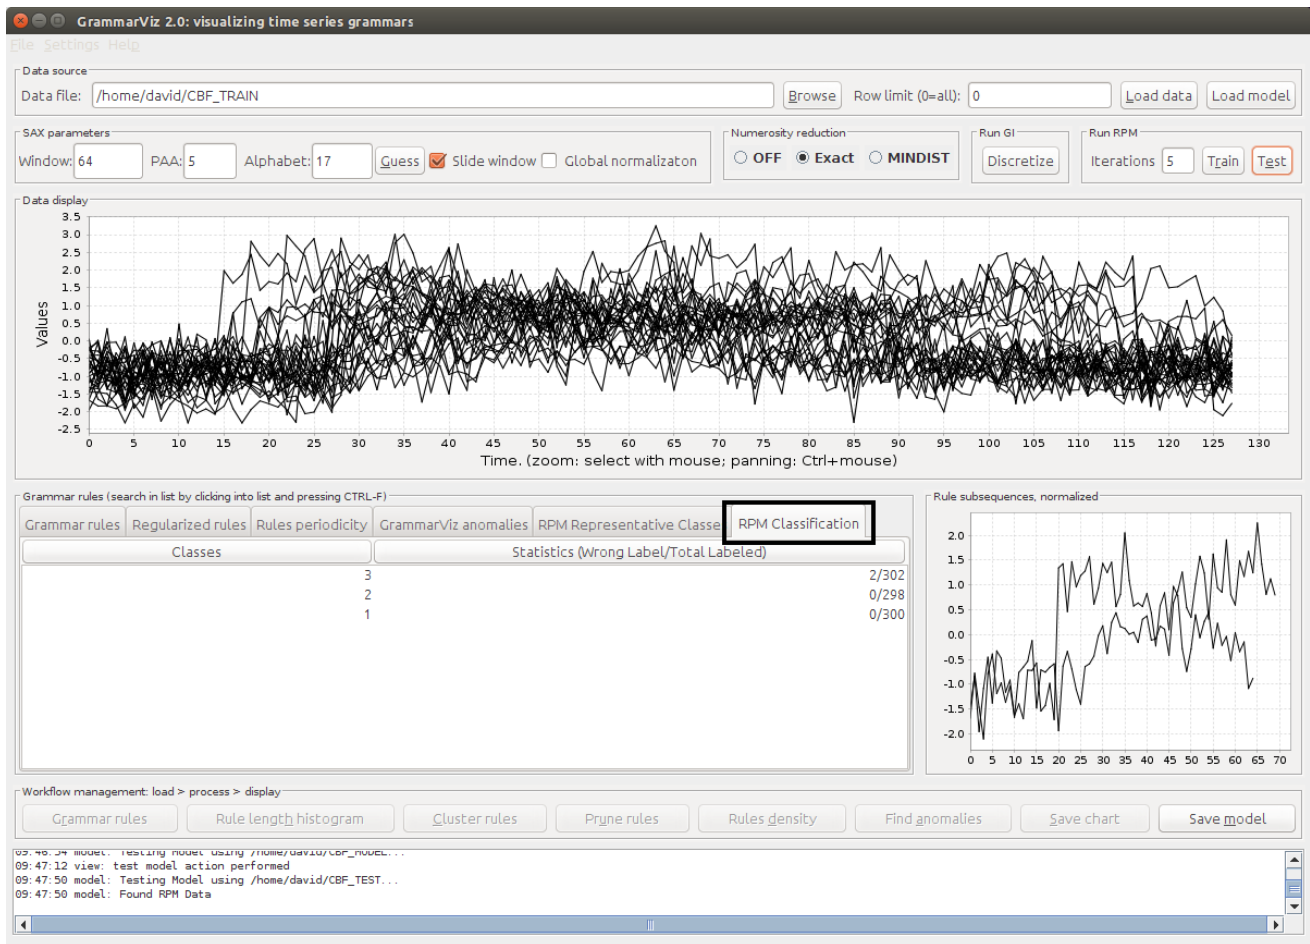 GrammarViz 2.0: visualizing time series grammars
File Settings Help
Data source
Data file: /home/david/CBF_TRAIN Browse Row limit (0=all): 0 Load data Load model
SAX parameters Numerosity reduction Run GI Run RPM
Window: 64 PAA: 5 Alphabet: 17 Guess Slide window Global normalizaton OFF Exact MINDIST Discretize Iterations 5 Train Test
Data display
3.5
3.0
2.5
2.0
1.5
1.0
0.5
0.0
-0.5
-1.0
-1.5
-2.0
-2.5
Values
0 5 10 15 20 25 30 35 40 45 50 55 60 65 70 75 80 85 90 95 100 105 110 115 120 125 130
Time. (zoom: select with mouse; panning: Ctrl+mouse)
Grammar rules (search in list by clicking into list and pressing CTRL-F)
Grammar rules Regularized rules Rules periodicity GrammarViz anomalies RPM Representative Classe RPM Classification
Classes Statistics (Wrong Label/Total Labeled)
3 2/302
2 0/298
1 0/300
Rule subsequences, normalized
2.0
1.5
1.0
0.5
0.0
-0.5
-1.0
-1.5
-2.0
0 5 10 15 20 25 30 35 40 45 50 55 60 65 70
Workflow management: load > process > display
Grammar rules Rule length histogram Cluster rules Prune rules Rules density Find anomalies Save chart Save model
09:46:54 model: Testing Model using /home/david/CBF_MODEL...
09:47:12 view: test model action performed
09:47:50 model: Testing Model using /home/david/CBF_TEST...
09:47:50 model: Found RPM Data